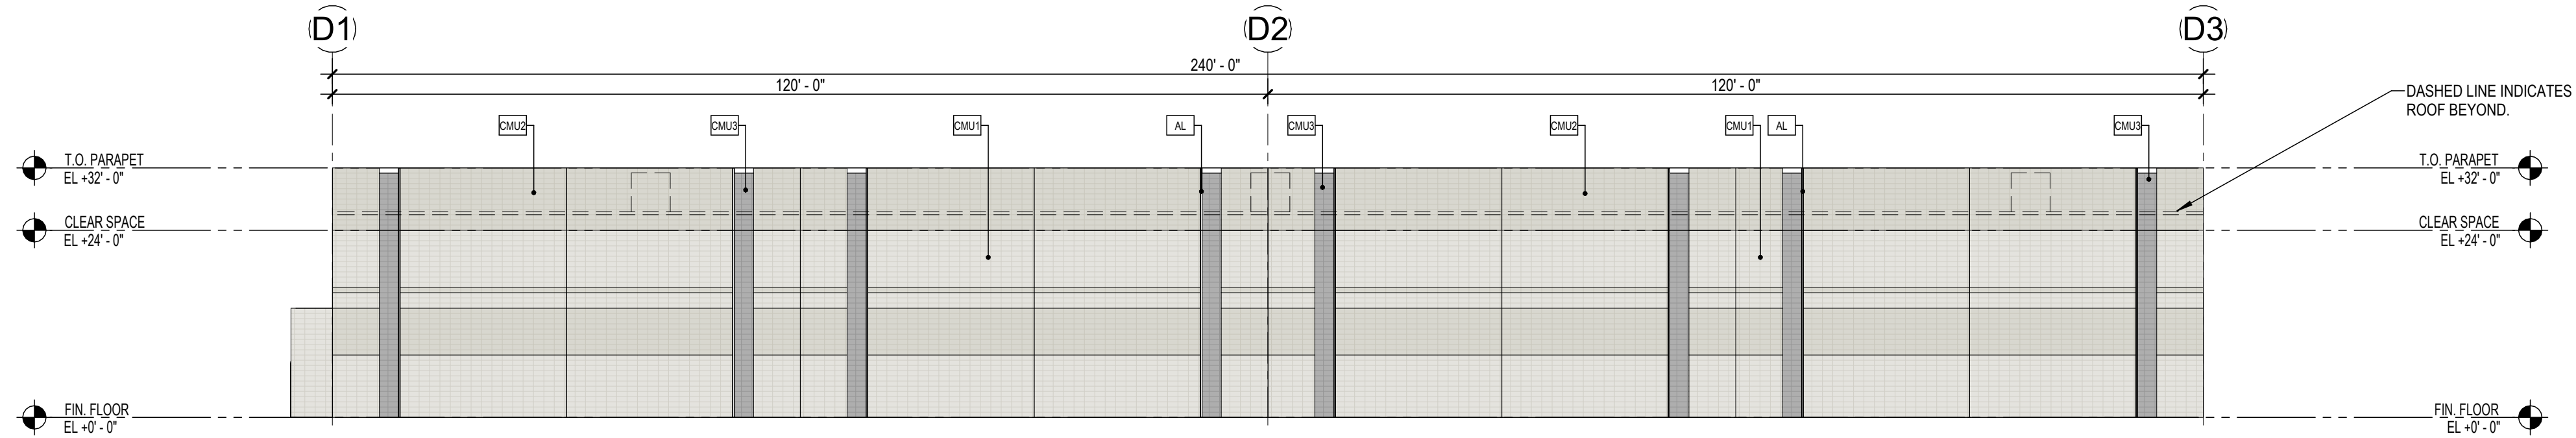 D1
D2
D3
240' - 0"
120' - 0"
120' - 0"
DASHED LINE INDICATES
ROOF BEYOND.
CMU2
CMU3
CMU1
AL
CMU3
CMU2
CMU1
AL
CMU3
T.O. PARAPET
EL +32' - 0"
T.O. PARAPET
EL +32' - 0"
CLEAR SPACE
EL +24' - 0"
CLEAR SPACE
EL +24' - 0"
FIN. FLOOR
EL +0' - 0"
FIN. FLOOR
EL +0' - 0"